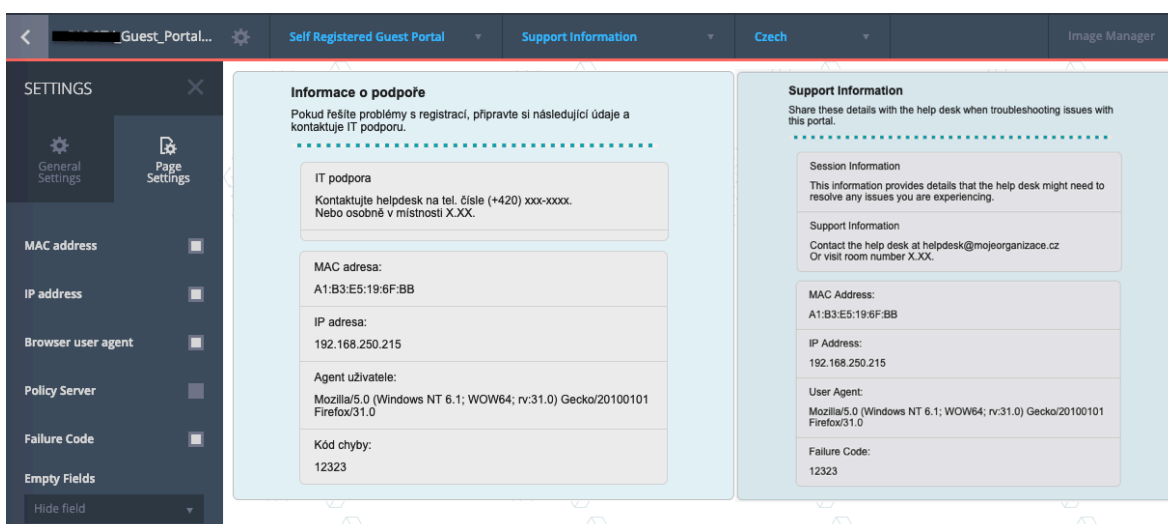 _Guest_Portal...
Self Registered Guest Portal
Support Information
Czech
Image Manager
SETTINGS
General
Settings
Page
Settings
MAC address
IP address
Browser user agent
Policy Server
Failure Code
Empty Fields
Hide field
Informace o podpoře
Pokud řešíte problémy s registrací, připravte si následující údaje a
kontaktuje IT podporu.
IT podpora
Kontaktujte helpdesk na tel. čísle (+420) xxx-xxxx.
Nebo osobně v místnosti X.XX.
MAC adresa:
A1:B3:E5:19:6F:BB
IP adresa:
192.168.250.215
Agent uživatele:
Mozilla/5.0 (Windows NT 6.1; WOW64; rv:31.0) Gecko/20100101
Firefox/31.0
Kód chyby:
12323
Support Information
Share these details with the help desk when troubleshooting issues with
this portal.
Session Information
This information provides details that the help desk might need to
resolve any issues you are experiencing.
Support Information
Contact the help desk at helpdesk@mojeorganizace.cz
Or visit room number X.XX.
MAC Address:
A1:B3:E5:19:6F:BB
IP Address:
192.168.250.215
User Agent:
Mozilla/5.0 (Windows NT 6.1; WOW64; rv:31.0) Gecko/20100101
Firefox/31.0
Failure Code:
12323